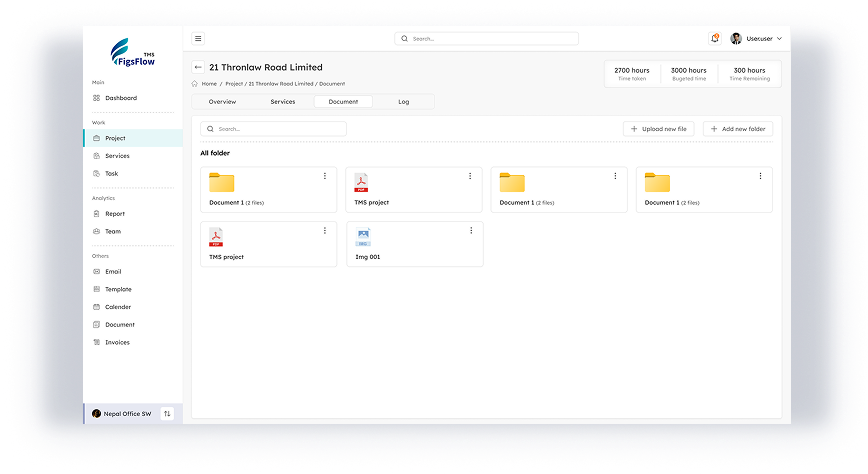 TMS
FigsFlow
Main
Dashboard
Work
Project
Services
Task
Analytics
Report
Team
Others
Email
Template
Calender
Document
Invoices
Nepal Office SW
Search...
User.user
21 Thronlaw Road Limited
Home / Project / 21 Thronlaw Road Limited / Document
2700 hours
Time taken
3000 hours
Bugeted time
300 hours
Time Remaining
Overview
Services
Document
Log
Search...
Upload new file
Add new folder
All folder
Document 1 (2 files)
PDF
TMS project
Document 1 (2 files)
Document 1 (2 files)
PDF
TMS project
Img 001